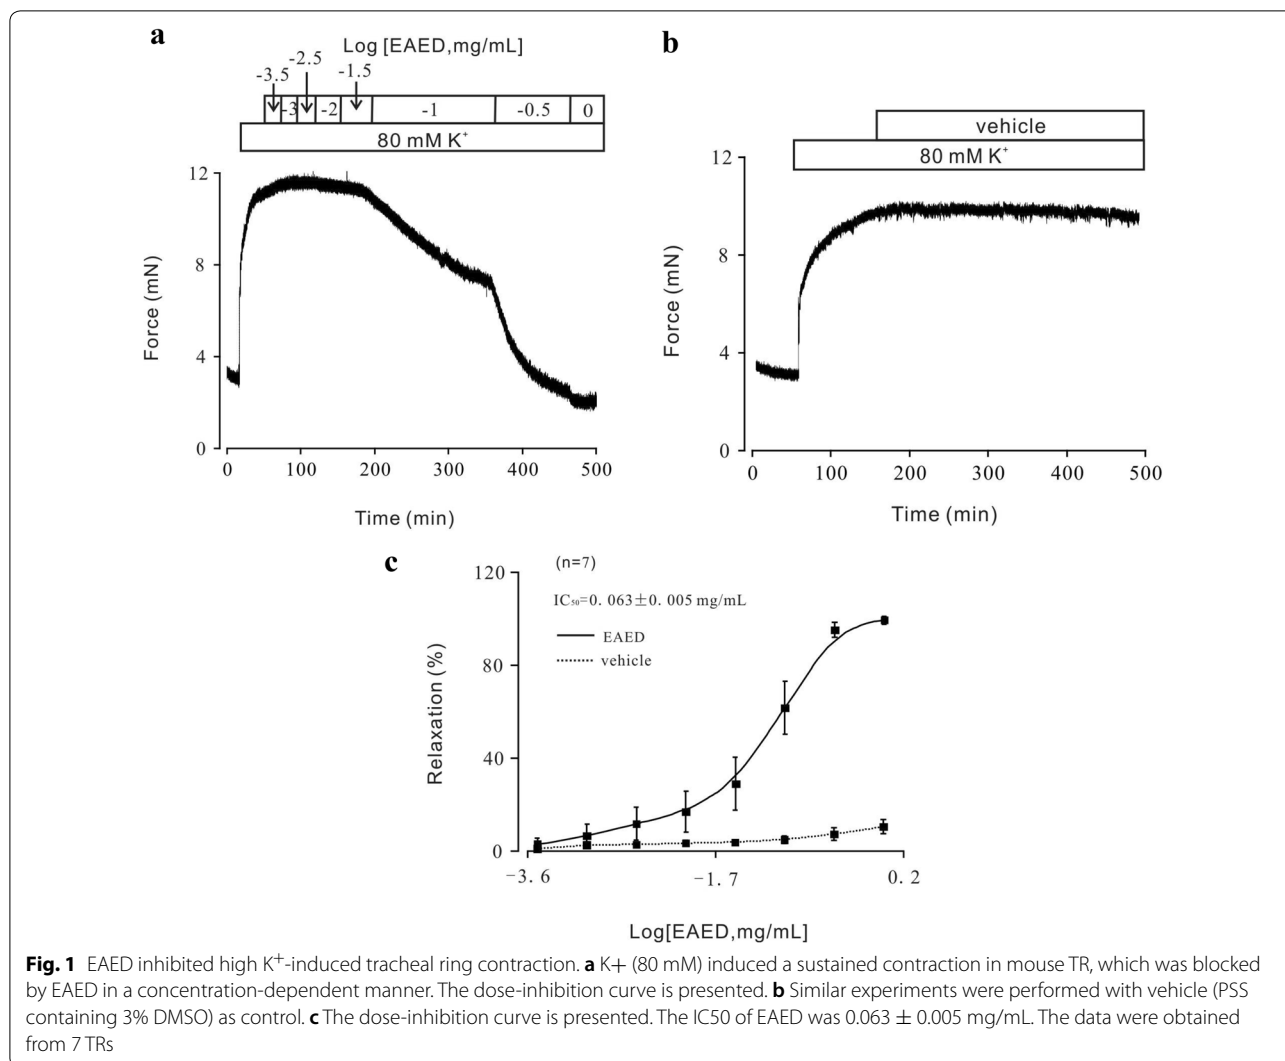 a
Log [EAED,mg/mL]
-3.5
-2.5
-1.5
-3
-2
-1
-0.5
0
80 mM K⁺
12
8
4
0
Force (mN)
0 100 200 300 400 500
Time (min)
b
vehicle
80 mM K⁺
12
8
4
0
Force (mN)
0 100 200 300 400 500
Time (min)
c
(n=7)
IC₅₀=0. 063±0. 005 mg/mL
EAED
vehicle
120
80
40
0
Relaxation (%)
−3. 6 −1. 7 0. 2
Log[EAED,mg/mL]
Fig. 1 EAED inhibited high K⁺-induced tracheal ring contraction. a K+ (80 mM) induced a sustained contraction in mouse TR, which was blocked
by EAED in a concentration-dependent manner. The dose-inhibition curve is presented. b Similar experiments were performed with vehicle (PSS
containing 3% DMSO) as control. c The dose-inhibition curve is presented. The IC50 of EAED was 0.063 ± 0.005 mg/mL. The data were obtained
from 7 TRs